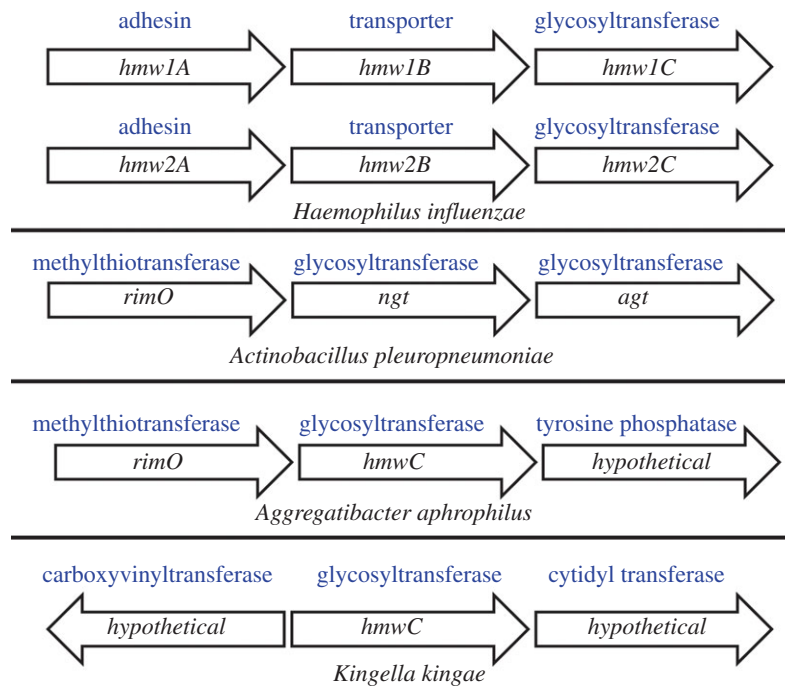 adhesin transporter glycosyltransferase
hmw1A hmw1B hmw1C
adhesin transporter glycosyltransferase
hmw2A hmw2B hmw2C
Haemophilus influenzae
methylthiotransferase glycosyltransferase glycosyltransferase
rimO ngt agt
Actinobacillus pleuropneumoniae
methylthiotransferase glycosyltransferase tyrosine phosphatase
rimO hmwC hypothetical
Aggregatibacter aphrophilus
carboxyvinyltransferase glycosyltransferase cytidyl transferase
hypothetical hmwC hypothetical
Kingella kingae